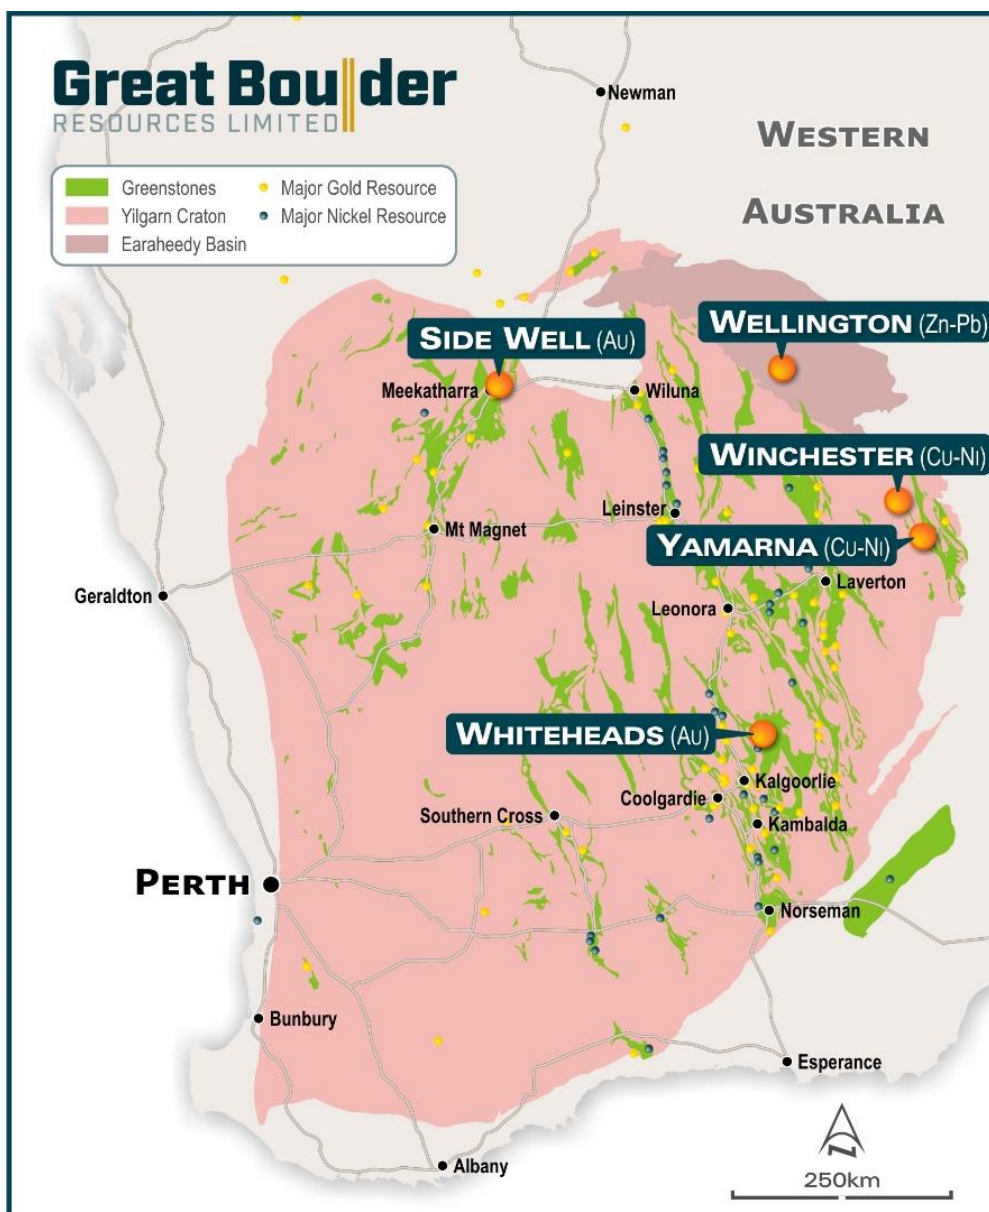 Great Boulder
RESOURCES LIMITED
Newman
WESTERN
AUSTRALIA
Greenstones
Major Gold Resource
Yilgarn Craton
Major Nickel Resource
Earaheedy Basin
SIDE WELL (AU)
WELLINGTON (Zn-Pb)
Meekatharra
Wiluna
WINCHESTER (CU-NI)
Leinster
Mt Magnet
YAMARNA (CU-NI)
Geraldton
Laverton
Leonora
WHITEHEADS (AU)
Kalgoorlie
Coolgardie
Southern Cross
Kambalda
PERTH
Norseman
Bunbury
Esperance
Albany
N
250km